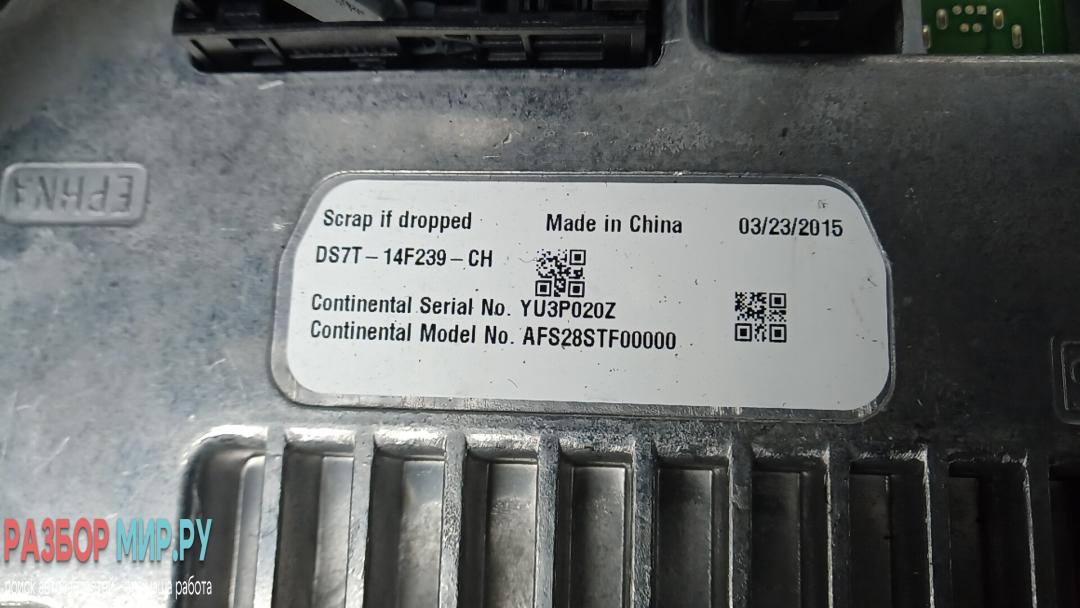 Scrap if dropped Made in China 03/23/2015
DS7T-14F239-CH
Continental Serial No. YU3P020Z
Continental Model No. AFS28STF00000
РАЗБОР МИР.РУ